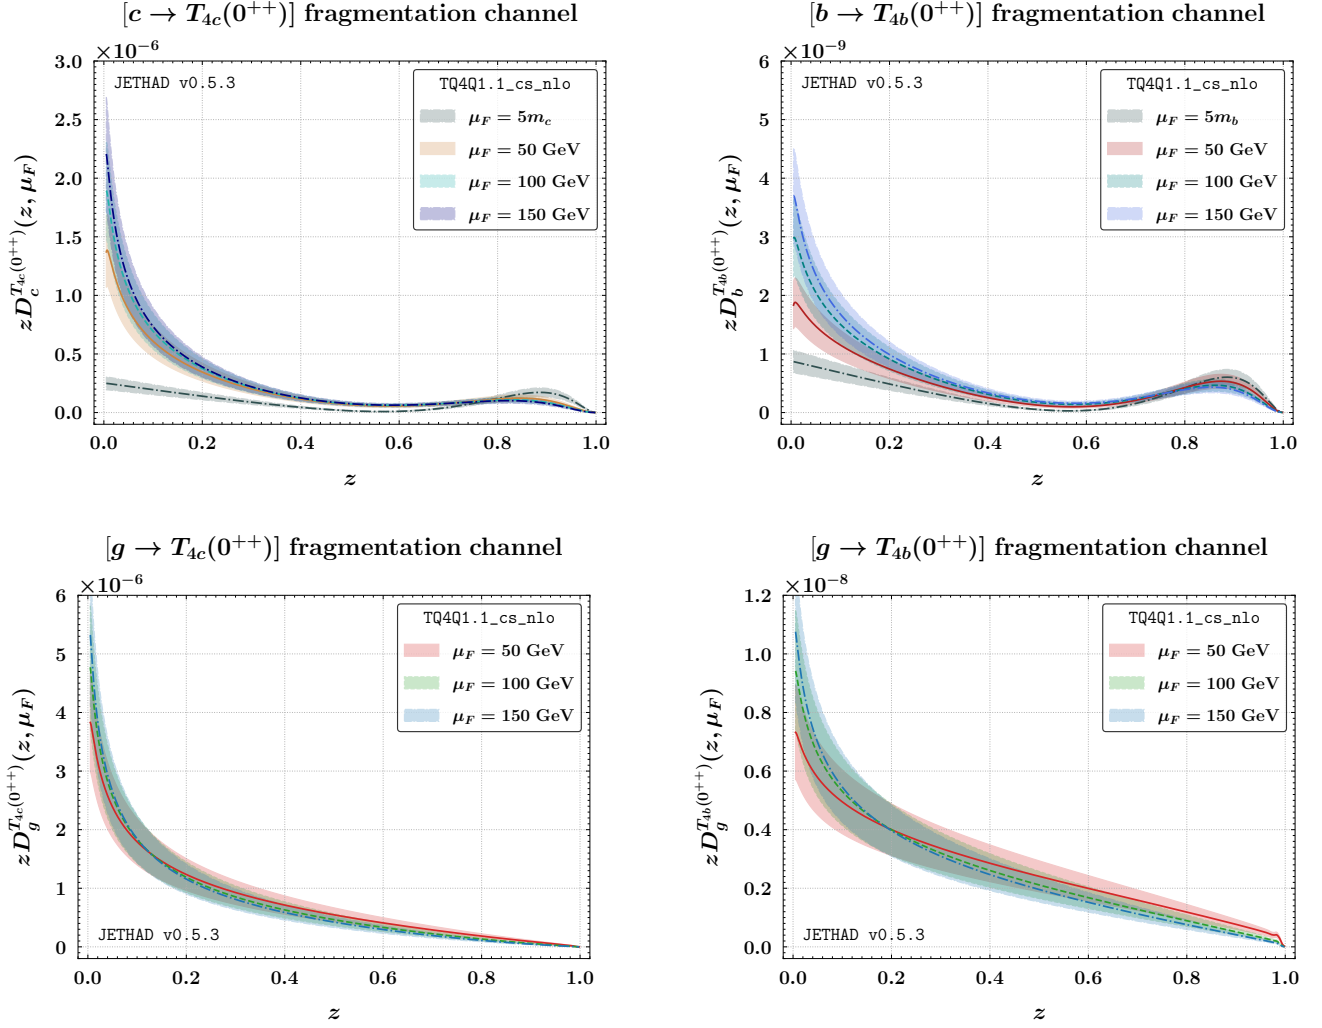 [c → T4c(0++)] fragmentation channel
×10−6
JETHAD v0.5.3
TQ4Q1.1_cs_nlo
μF = 5mc
μF = 50 GeV
μF = 100 GeV
μF = 150 GeV
zDcT4c(0++)(z, μF)
3.0
2.5
2.0
1.5
1.0
0.5
0.0
0.0 0.2 0.4 0.6 0.8 1.0
z
[b → T4b(0++)] fragmentation channel
×10−9
JETHAD v0.5.3
TQ4Q1.1_cs_nlo
μF = 5mb
μF = 50 GeV
μF = 100 GeV
μF = 150 GeV
zDbT4b(0++)(z, μF)
6
5
4
3
2
1
0
0.0 0.2 0.4 0.6 0.8 1.0
z
[g → T4c(0++)] fragmentation channel
×10−6
TQ4Q1.1_cs_nlo
μF = 50 GeV
μF = 100 GeV
μF = 150 GeV
zDgT4c(0++)(z, μF)
6
5
4
3
2
1
0
JETHAD v0.5.3
0.0 0.2 0.4 0.6 0.8 1.0
z
[g → T4b(0++)] fragmentation channel
×10−8
TQ4Q1.1_cs_nlo
μF = 50 GeV
μF = 100 GeV
μF = 150 GeV
zDgT4b(0++)(z, μF)
1.2
1.0
0.8
0.6
0.4
0.2
0.0
JETHAD v0.5.3
0.0 0.2 0.4 0.6 0.8 1.0
z